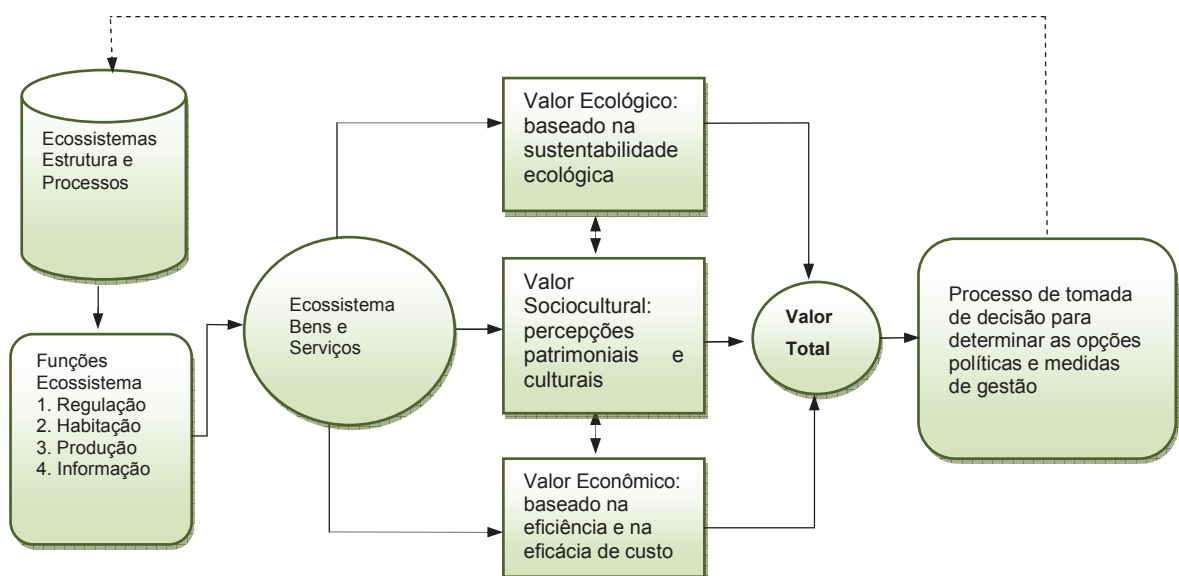 Ecossistemas
Estrutura e
Processos
Funções
Ecossistema
1. Regulação
2. Habitação
3. Produção
4. Informação
Ecossistema
Bens e
Serviços
Valor Ecológico:
baseado na
sustentabilidade
ecológica
Valor
Sociocultural:
percepções
patrimoniais e
culturais
Valor Econômico:
baseado na
eficiência e na
eficácia de custo
Valor
Total
Processo de tomada
de decisão para
determinar as opções
políticas e medidas
de gestão